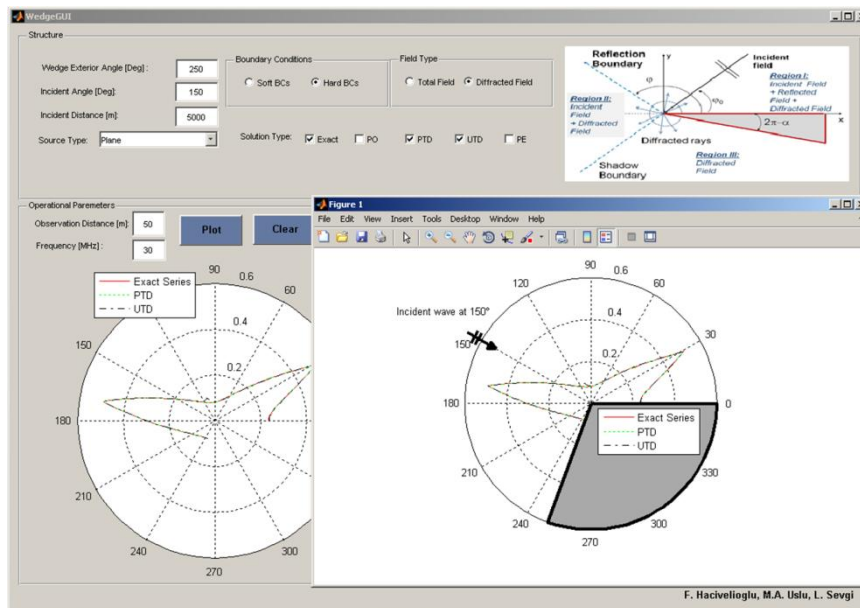 WedgeGUI
Structure
Wedge Exterior Angle [Deg] :
250
Incident Angle [Deg]:
150
Incident Distance [m]:
5000
Source Type:
Plane
Boundary Conditions
Soft BCs
Hard BCs
Field Type
Total Field
Diffracted Field
Solution Type:
Exact
PO
PTD
UTD
PE
Reflection
Boundary
y
Incident
field
Region I:
Incident Field
+ Reflected
Field +
Diffracted Field
Region II:
Incident
Field
+ Diffracted
Field
φ
φ₀
x
2π-α
Diffracted rays
Region III:
Diffracted
Field
Shadow
Boundary
Operational Paremeters
Observation Distance [m]:
50
Frequency [MHz] :
30
Plot
Clear
Exact Series
PTD
UTD
90
0.6
60
0.4
0.2
150
180
210
240
270
300
Figure 1
File Edit View Insert Tools Desktop Window Help
Incident wave at 150°
90
0.6
120
60
0.4
150
30
0.2
180
0
Exact Series
PTD
UTD
210
330
240
300
270
F. Hacivelioglu, M.A. Uslu, L. Sevgi